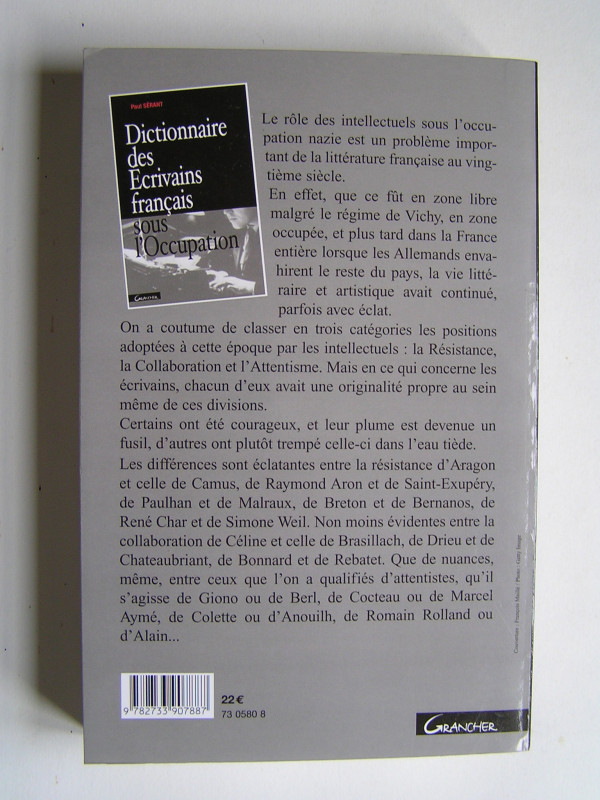 Paul SÉRANT
Dictionnaire
des
Ecrivains
français
sous
l'Occupation
GRANCHER
Le rôle des intellectuels sous l'occu-
pation nazie est un problème impor-
tant de la littérature française au ving-
tième siècle.
En effet, que ce fût en zone libre
malgré le régime de Vichy, en zone
occupée, et plus tard dans la France
entière lorsque les Allemands enva-
hirent le reste du pays, la vie litté-
raire et artistique avait continué,
parfois avec éclat.
On a coutume de classer en trois catégories les positions
adoptées à cette époque par les intellectuels : la Résistance,
la Collaboration et l'Attentisme. Mais en ce qui concerne les
écrivains, chacun d'eux avait une originalité propre au sein
même de ces divisions.
Certains ont été courageux, et leur plume est devenue un
fusil, d'autres ont plutôt trempé celle-ci dans l'eau tiède.
Les différences sont éclatantes entre la résistance d'Aragon
et celle de Camus, de Raymond Aron et de Saint-Exupéry,
de Paulhan et de Malraux, de Breton et de Bernanos, de
René Char et de Simone Weil. Non moins évidentes entre la
collaboration de Céline et celle de Brasillach, de Drieu et de
Chateaubriant, de Bonnard et de Rebatet. Que de nuances,
même, entre ceux que l'on a qualifiés d'attentistes, qu'il
s'agisse de Giono ou de Berl, de Cocteau ou de Marcel
Aymé, de Colette ou d'Anouilh, de Romain Rolland ou
d'Alain...
22 €
9 782733 907887
73 0580 8
GRANCHER